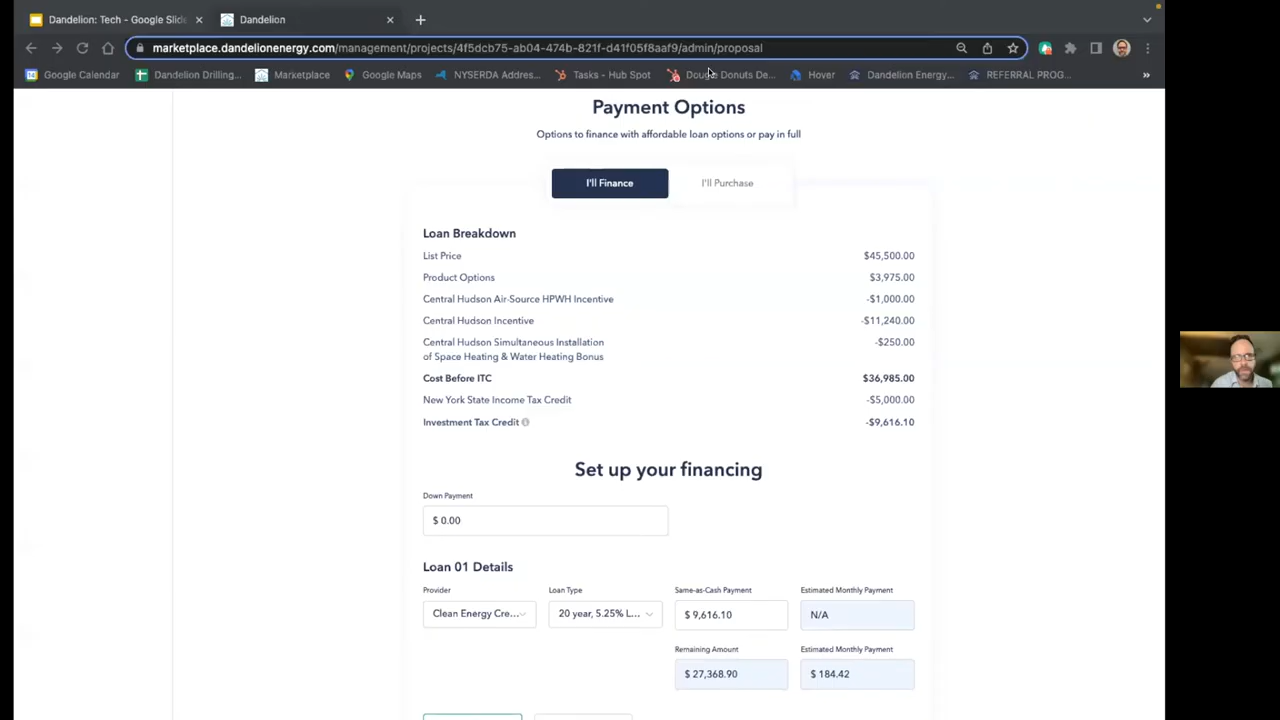 Dandelion: Tech - Google Slide
Dandelion
marketplace.dandelionenergy.com/management/projects/4f5dcb75-ab04-474b-821f-d41f05f8aaf9/admin/proposal
Google Calendar
Dandelion Drilling...
Marketplace
Google Maps
NYSERDA Addres...
Tasks - Hub Spot
Dougie Donuts De...
Hover
Dandelion Energy...
REFERRAL PROG...
Payment Options
Options to finance with affordable loan options or pay in full
I'll Finance
I'll Purchase
Loan Breakdown
List Price $45,500.00
Product Options $3,975.00
Central Hudson Air-Source HPWH Incentive -$1,000.00
Central Hudson Incentive -$11,240.00
Central Hudson Simultaneous Installation -$250.00
of Space Heating & Water Heating Bonus
Cost Before ITC $36,985.00
New York State Income Tax Credit -$5,000.00
Investment Tax Credit -$9,616.10
Set up your financing
Down Payment
$ 0.00
Loan 01 Details
Provider Loan Type Same-as-Cash Payment Estimated Monthly Payment
Clean Energy Cre... 20 year, 5.25% L... $ 9,616.10 N/A
Remaining Amount Estimated Monthly Payment
$ 27,368.90 $ 184.42